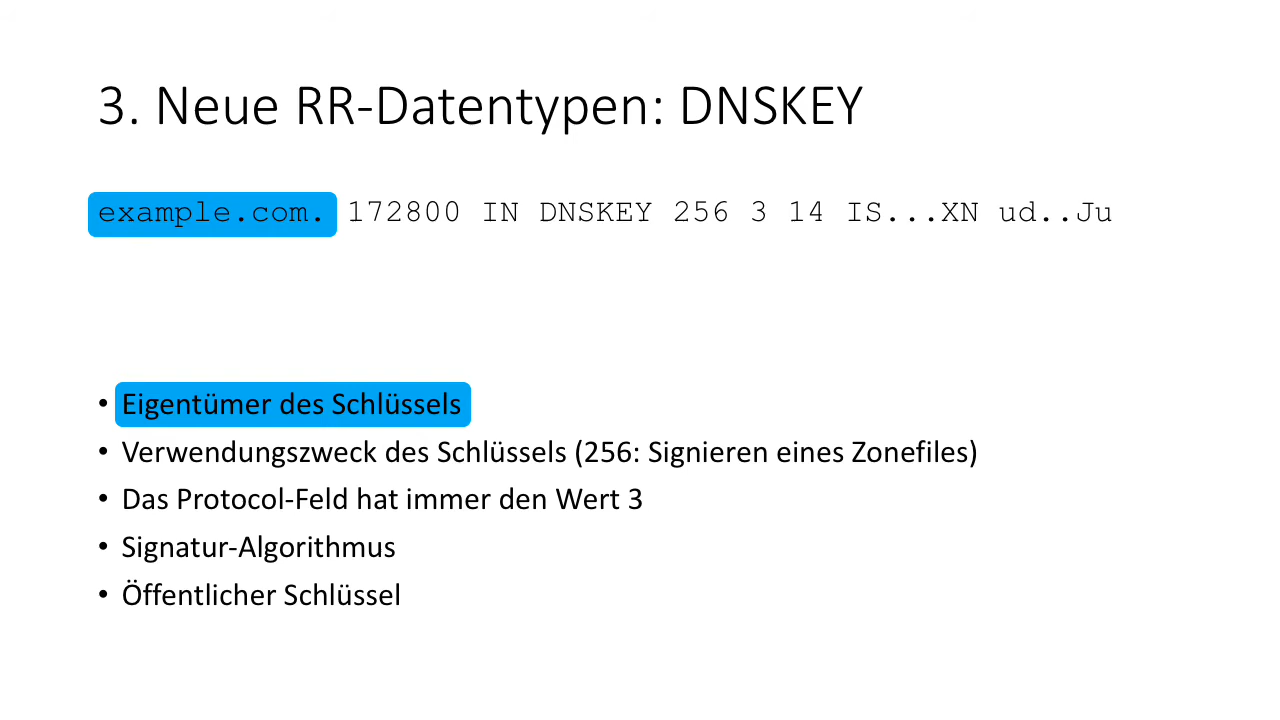 3. Neue RR-Datentypen: DNSKEY
example.com. 172800 IN DNSKEY 256 3 14 IS...XN ud..Ju
• Eigentümer des Schlüssels
• Verwendungszweck des Schlüssels (256: Signieren eines Zonefiles)
• Das Protocol-Feld hat immer den Wert 3
• Signatur-Algorithmus
• Öffentlicher Schlüssel